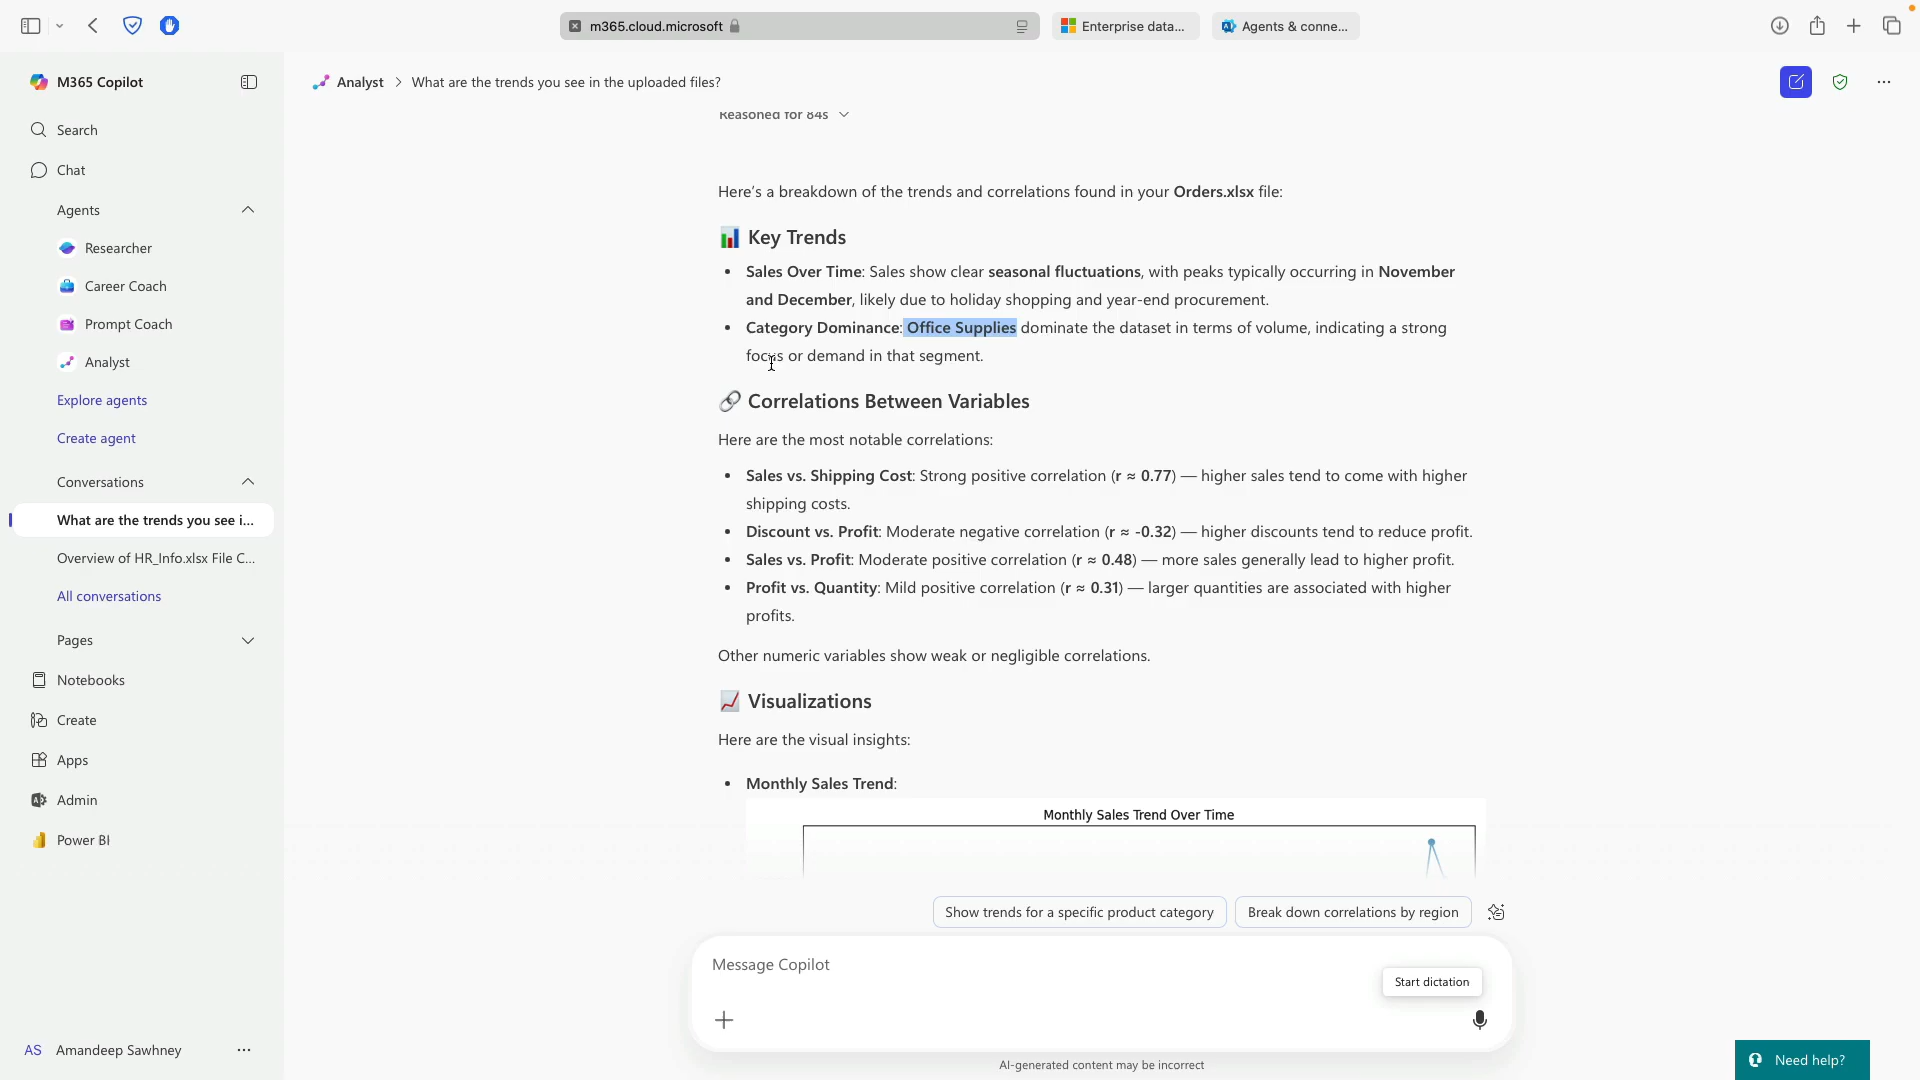 m365.cloud.microsoft
Enterprise data...
Agents & conne...
M365 Copilot
Search
Chat
Agents
Researcher
Career Coach
Prompt Coach
Analyst
Explore agents
Create agent
Conversations
What are the trends you see i...
Overview of HR_Info.xlsx File C...
All conversations
Pages
Notebooks
Create
Apps
Admin
Power BI
AS Amandeep Sawhney
Analyst > What are the trends you see in the uploaded files?
Reasoned for 84s
Here's a breakdown of the trends and correlations found in your Orders.xlsx file:
Key Trends
• Sales Over Time: Sales show clear seasonal fluctuations, with peaks typically occurring in November
and December, likely due to holiday shopping and year-end procurement.
• Category Dominance: Office Supplies dominate the dataset in terms of volume, indicating a strong
focus or demand in that segment.
Correlations Between Variables
Here are the most notable correlations:
• Sales vs. Shipping Cost: Strong positive correlation (r ≈ 0.77) — higher sales tend to come with higher
shipping costs.
• Discount vs. Profit: Moderate negative correlation (r ≈ -0.32) — higher discounts tend to reduce profit.
• Sales vs. Profit: Moderate positive correlation (r ≈ 0.48) — more sales generally lead to higher profit.
• Profit vs. Quantity: Mild positive correlation (r ≈ 0.31) — larger quantities are associated with higher
profits.
Other numeric variables show weak or negligible correlations.
Visualizations
Here are the visual insights:
• Monthly Sales Trend:
Monthly Sales Trend Over Time
Show trends for a specific product category
Break down correlations by region
Message Copilot
Start dictation
AI-generated content may be incorrect
Need help?